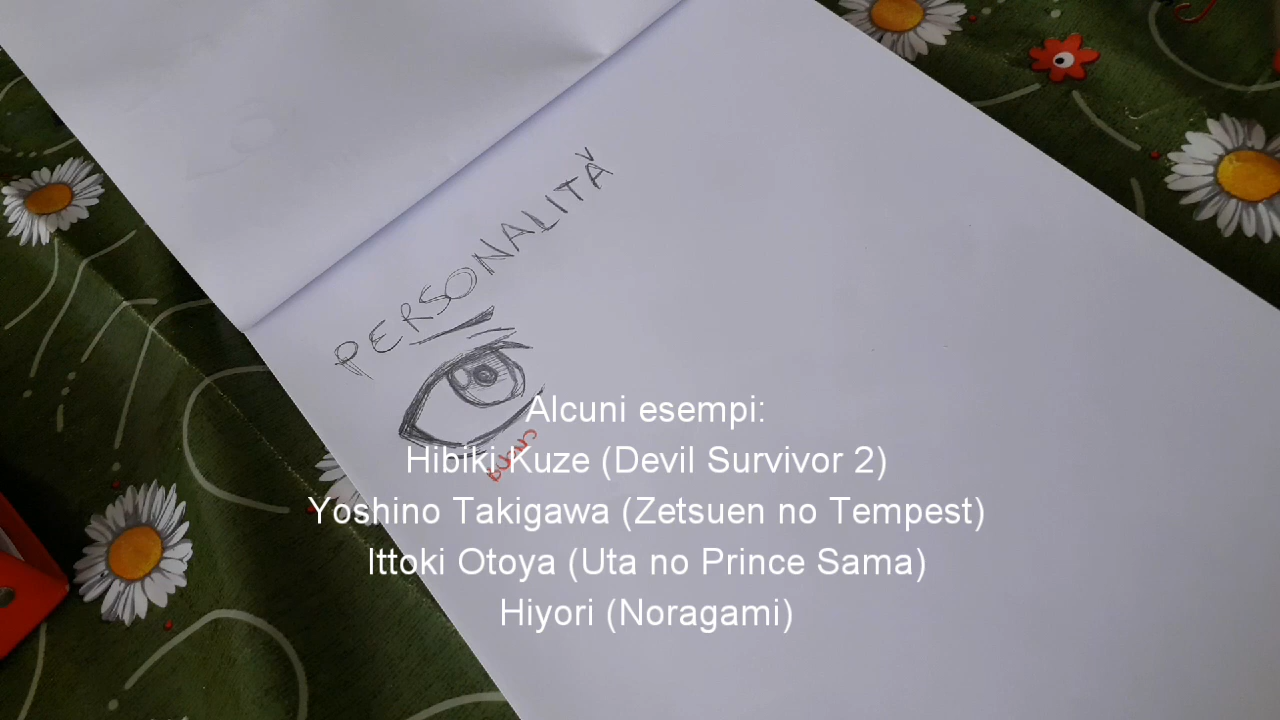 PERSONALITÀ
buono
Alcuni esempi:
Hibiki Kuze (Devil Survivor 2)
Yoshino Takigawa (Zetsuen no Tempest)
Ittoki Otoya (Uta no Prince Sama)
Hiyori (Noragami)